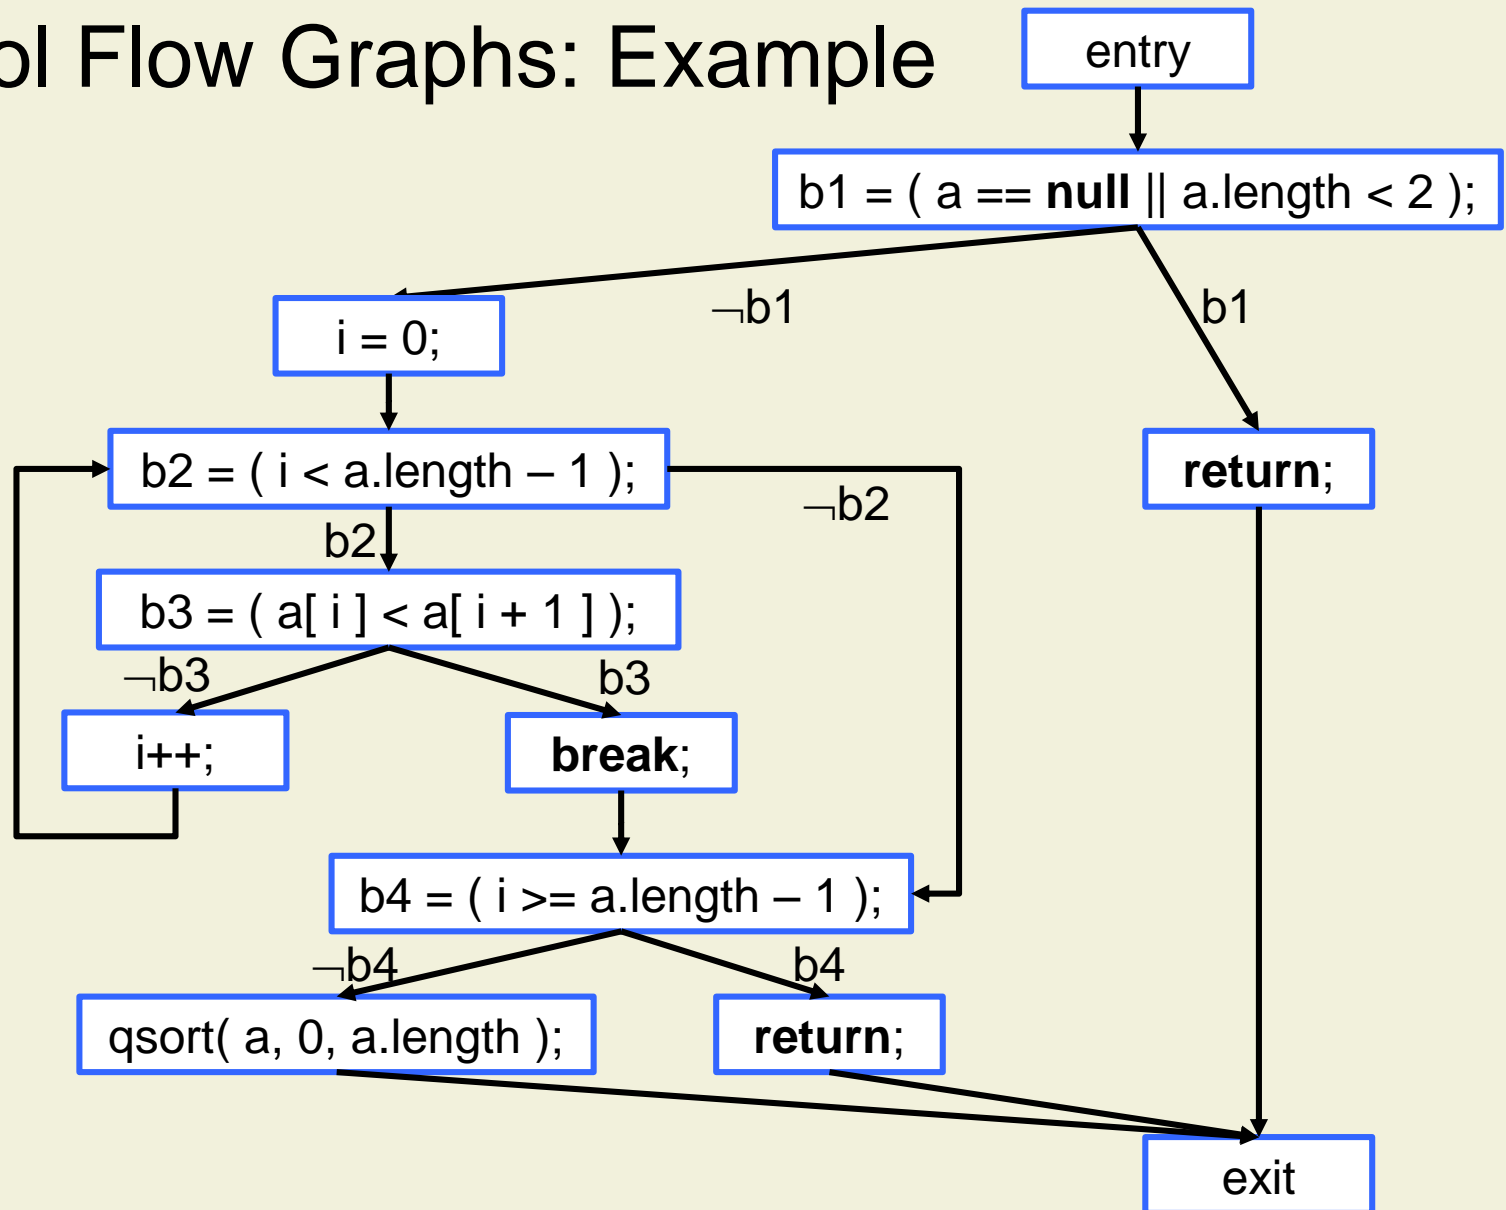 ol Flow Graphs: Example
entry
b1 = ( a == null || a.length < 2 );
¬b1
b1
i = 0;
b2 = ( i < a.length – 1 );
return;
¬b2
b2
b3 = ( a[ i ] < a[ i + 1 ] );
¬b3
b3
i++;
break;
b4 = ( i >= a.length – 1 );
¬b4
b4
qsort( a, 0, a.length );
return;
exit